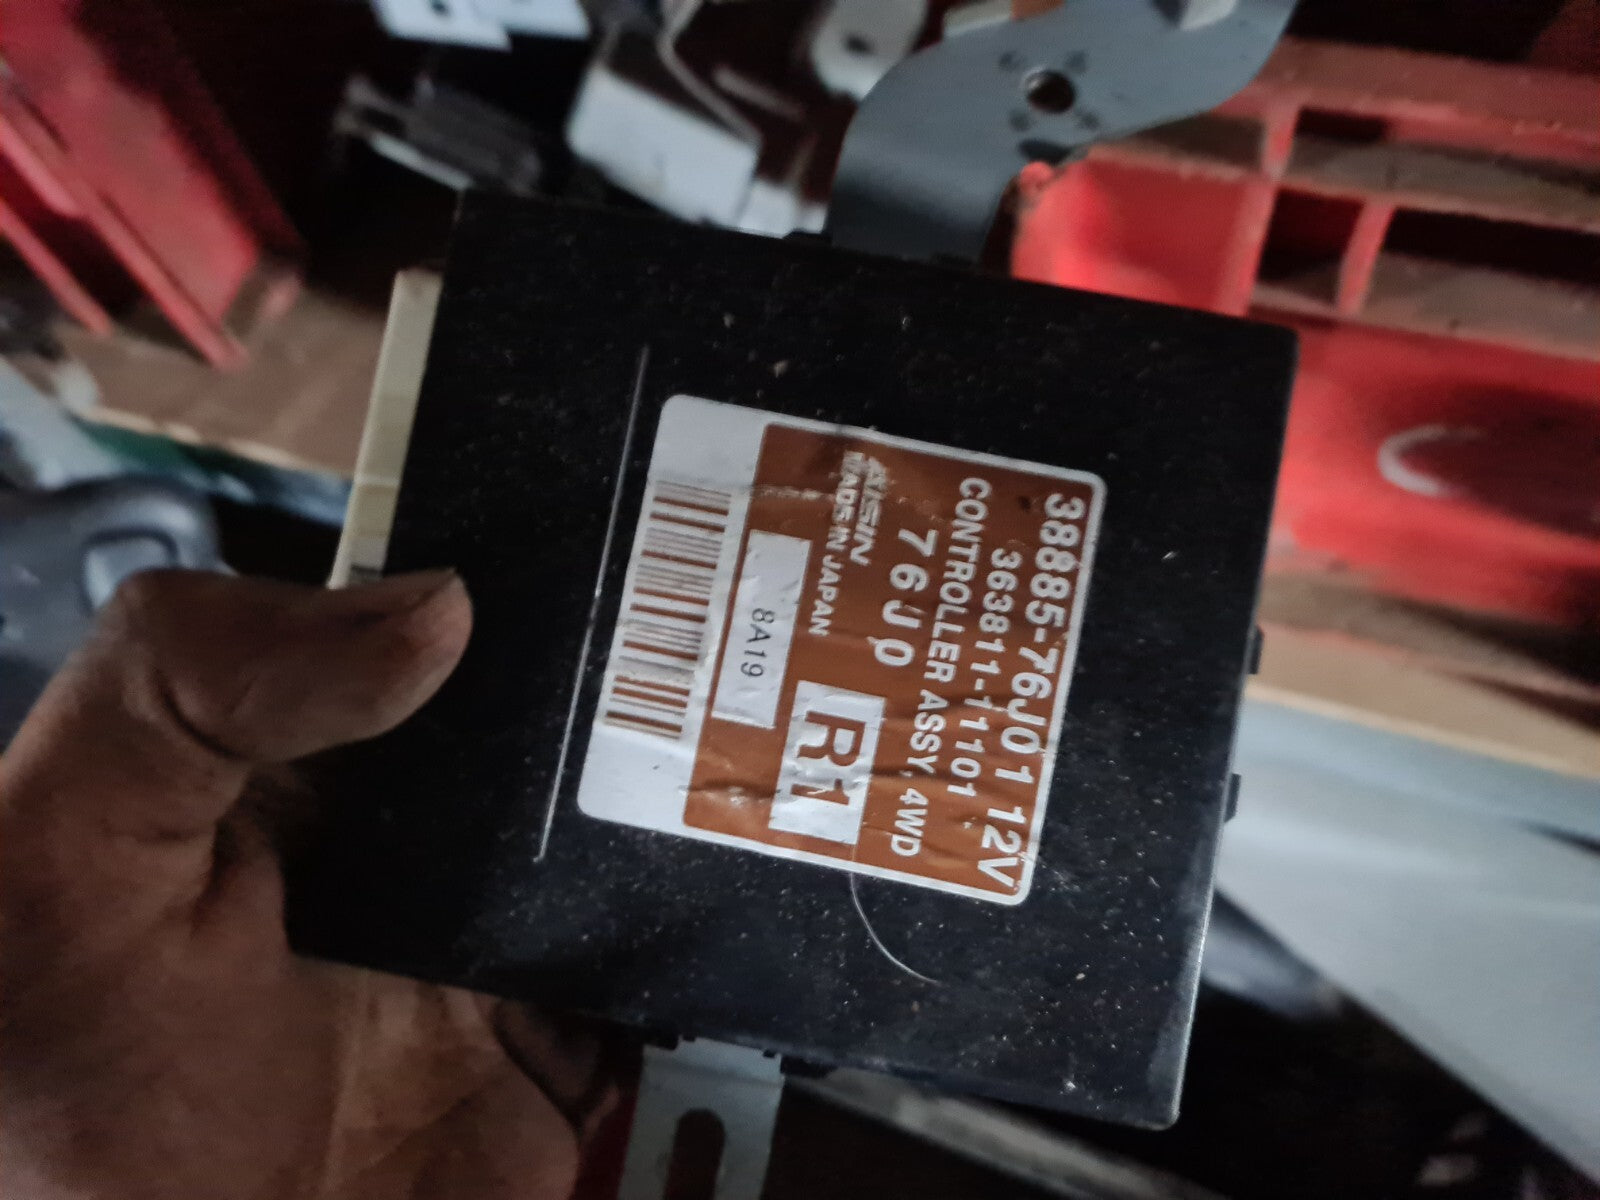 38885-76J01 12V
363811-11101
CONTROLLER ASSY, 4WD
76J0 R1
AISIN
MADE IN JAPAN
8A19